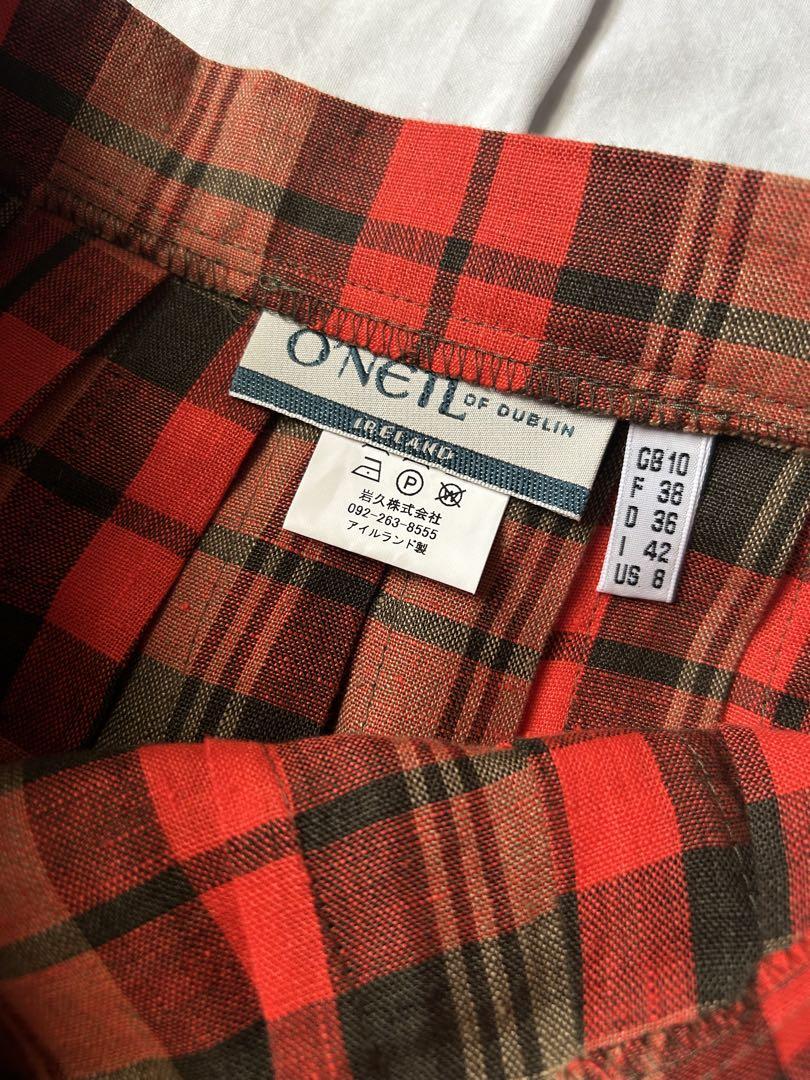 O'NEIL OF DUBLIN
IRELAND
P W
岩久株式会社
092-263-8555
アイルランド製
GB 10
F 38
D 36
I 42
US 8